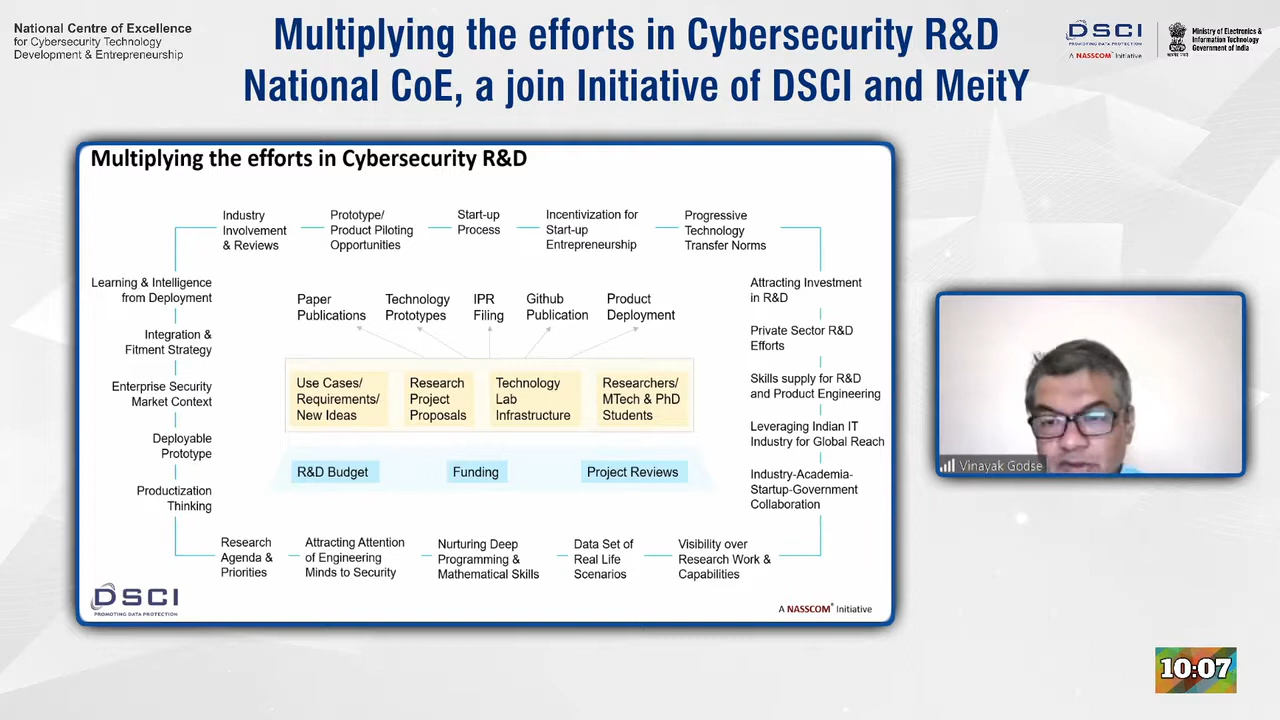 National Centre of Excellence
for Cybersecurity Technology
Development & Entrepreneurship
Multiplying the efforts in Cybersecurity R&D
National CoE, a join Initiative of DSCI and MeitY
DSCI
PROMOTING DATA PROTECTION
A NASSCOM® Initiative
Ministry of Electronics &
Information Technology
Government of India
Multiplying the efforts in Cybersecurity R&D
Industry
Involvement
& Reviews
Prototype/
Product Piloting
Opportunities
Start-up
Process
Incentivization for
Start-up
Entrepreneurship
Progressive
Technology
Transfer Norms
Learning & Intelligence
from Deployment
Integration &
Fitment Strategy
Enterprise Security
Market Context
Deployable
Prototype
Productization
Thinking
Paper
Publications
Technology
Prototypes
IPR
Filing
Github
Publication
Product
Deployment
Use Cases/
Requirements/
New Ideas
Research
Project
Proposals
Technology
Lab
Infrastructure
Researchers/
MTech & PhD
Students
R&D Budget
Funding
Project Reviews
Attracting Investment
in R&D
Private Sector R&D
Efforts
Skills supply for R&D
and Product Engineering
Leveraging Indian IT
Industry for Global Reach
Industry-Academia-
Startup-Government
Collaboration
Research
Agenda &
Priorities
Attracting Attention
of Engineering
Minds to Security
Nurturing Deep
Programming &
Mathematical Skills
Data Set of
Real Life
Scenarios
Visibility over
Research Work &
Capabilities
DSCI
PROMOTING DATA PROTECTION
A NASSCOM® Initiative
Vinayak Godse
10:07